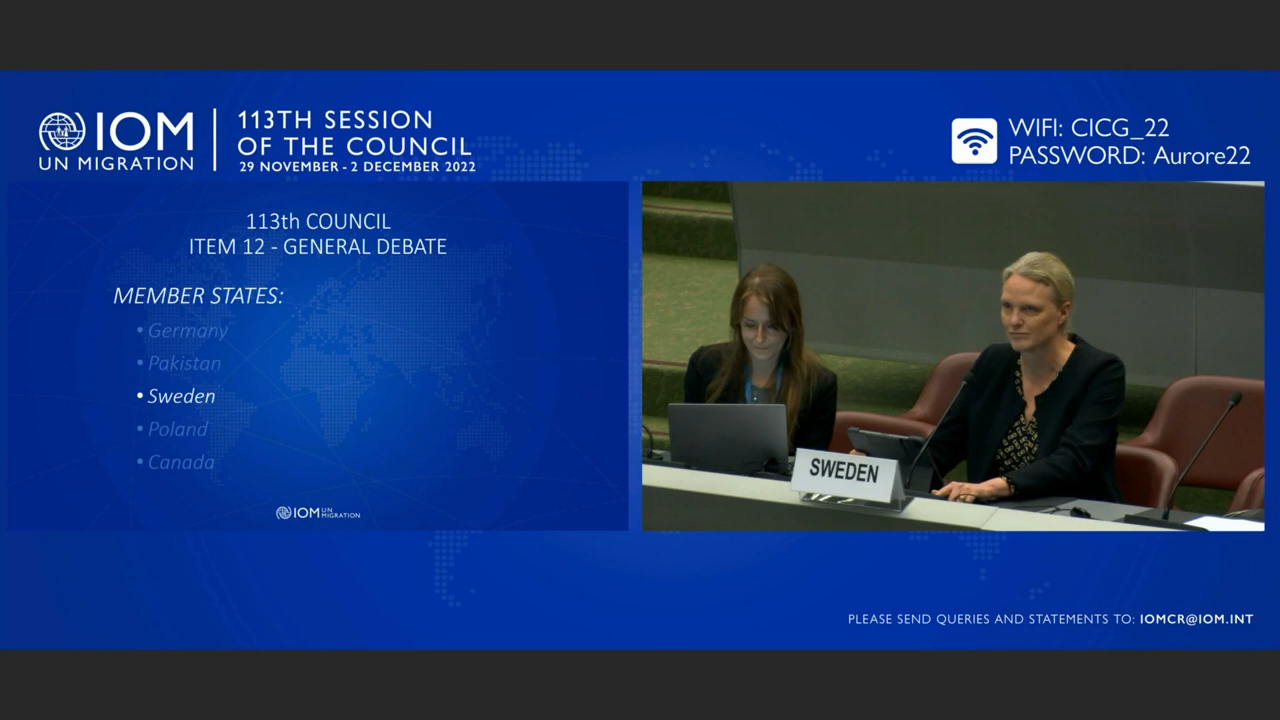 IOM
UN MIGRATION
113TH SESSION
OF THE COUNCIL
29 NOVEMBER - 2 DECEMBER 2022
WIFI: CICG_22
PASSWORD: Aurore22
113th COUNCIL
ITEM 12 - GENERAL DEBATE
MEMBER STATES:
• Germany
• Pakistan
• Sweden
• Poland
• Canada
IOM UN MIGRATION
SWEDEN
PLEASE SEND QUERIES AND STATEMENTS TO: IOMCR@IOM.INT